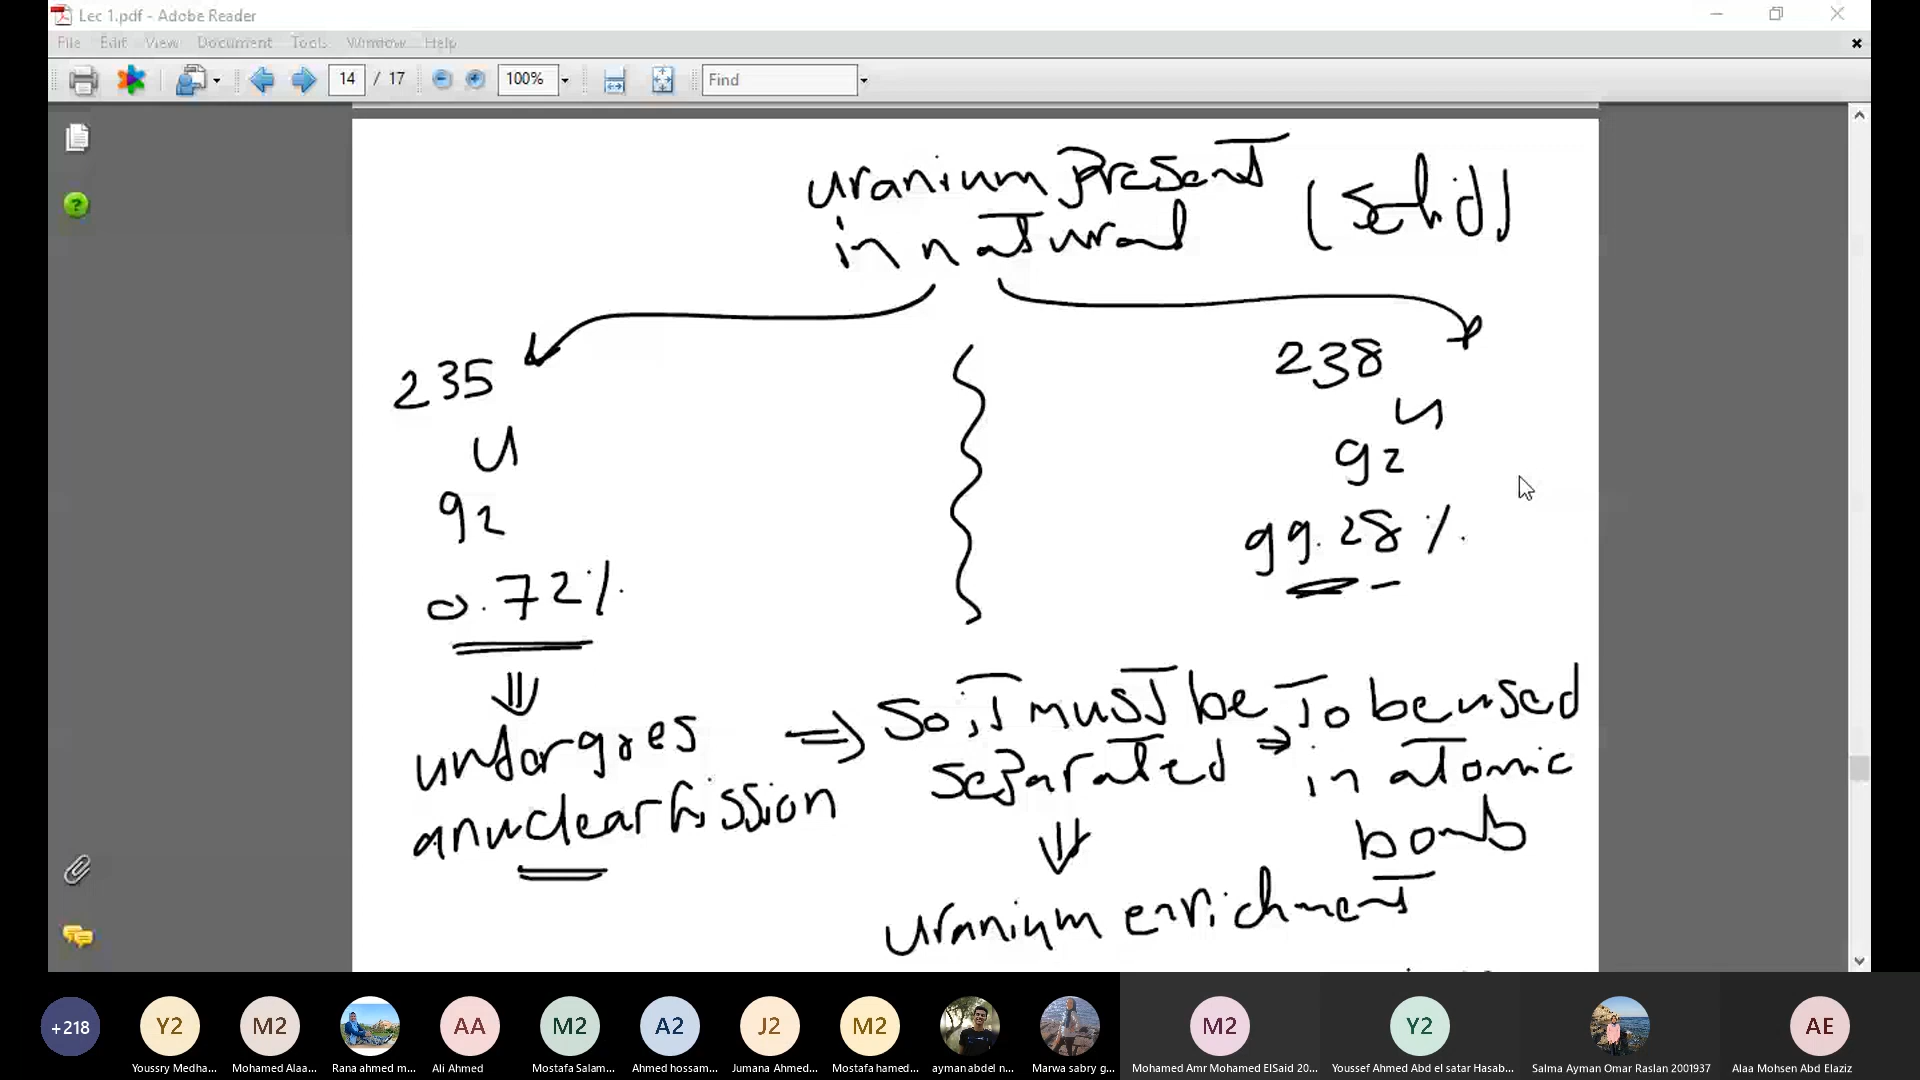 Lec 1.pdf - Adobe Reader
File Edit View Document Tools Window Help
14 / 17 100% Find
uranium present (solid)
in natural
235 238
U U
92 92
0.72% 99.28%
undorgoes => So it must be => To be used
a nuclear fission separated in atomic
bomb
uranium enrichment
+218 Y2 M2 AA M2 A2 J2 M2 M2 Y2 AE
Youssry Medha... Mohamed Alaa... Rana ahmed m... Ali Ahmed Mostafa Salam... Ahmed hossam... Jumana Ahmed... Mostafa hamed... ayman abdel n... Marwa sabry g... Mohamed Amr Mohamed ElSaid 20... Youssef Ahmed Abd el satar Hasab... Salma Ayman Omar Raslan 2001937 Alaa Mohsen Abd Elaziz